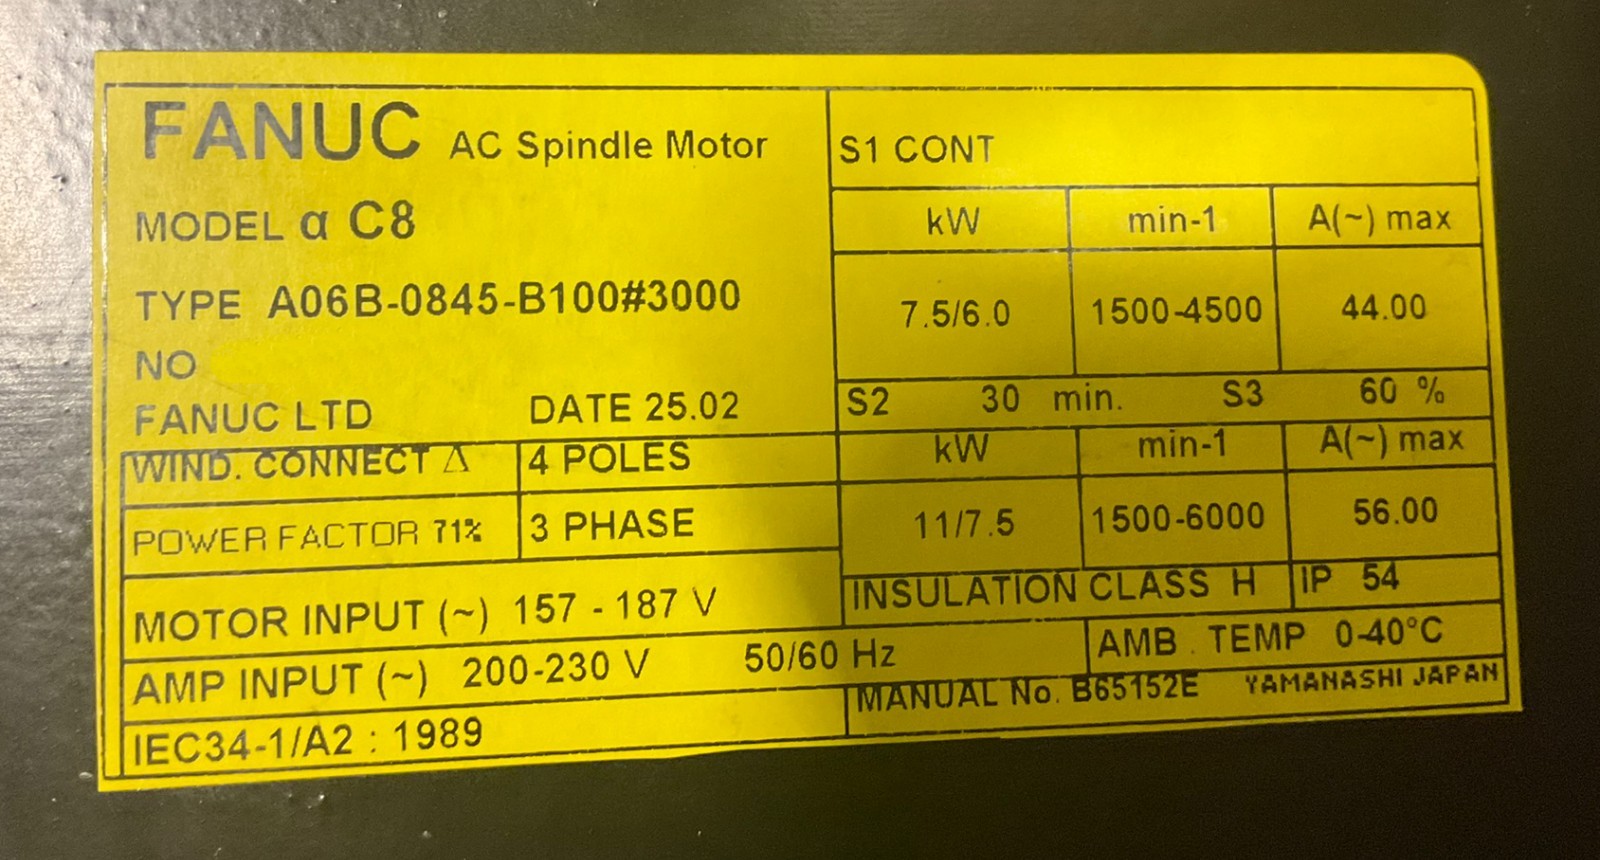 FANUC AC Spindle Motor
MODEL α C8
TYPE A06B-0845-B100#3000
NO
FANUC LTD DATE 25.02
WIND. CONNECT Δ 4 POLES
POWER FACTOR 71% 3 PHASE
MOTOR INPUT (~) 157 - 187 V
AMP INPUT (~) 200-230 V 50/60 Hz
IEC34-1/A2 : 1989
S1 CONT
kW min-1 A(~) max
7.5/6.0 1500-4500 44.00
S2 30 min. S3 60 %
kW min-1 A(~) max
11/7.5 1500-6000 56.00
INSULATION CLASS H IP 54
AMB . TEMP 0-40°C
MANUAL No. B65152E YAMANASHI JAPAN